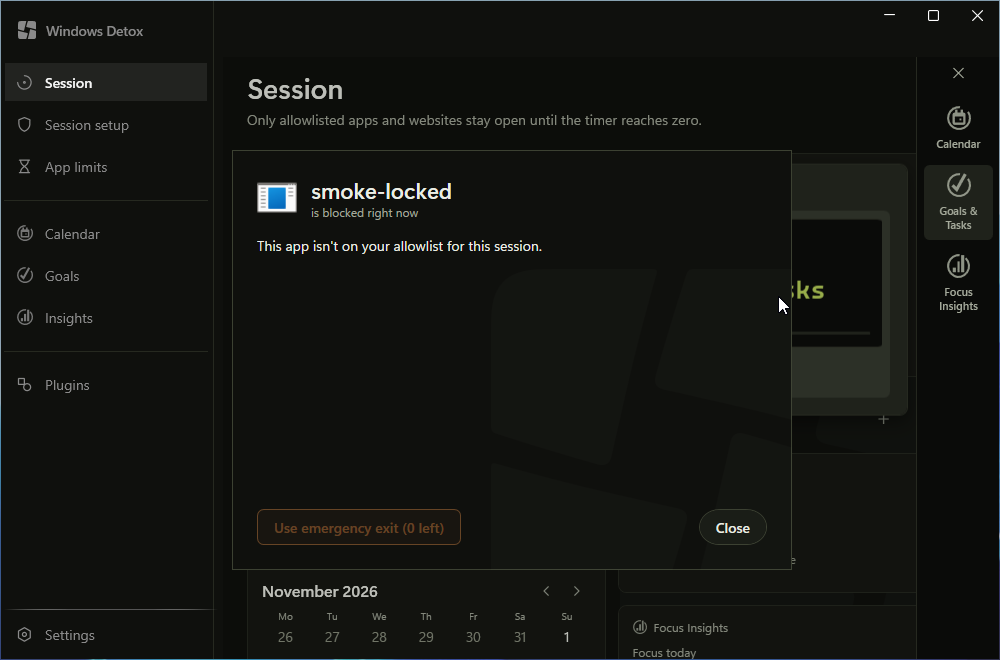 Windows Detox
Session
Session setup
App limits
Calendar
Goals
Insights
Plugins
Settings
Session
Only allowlisted apps and websites stay open until the timer reaches zero.
smoke-locked
is blocked right now
This app isn't on your allowlist for this session.
Use emergency exit (0 left)
Close
November 2026
Mo Tu We Th Fr Sa Su
26 27 28 29 30 31 1
Focus Insights
Focus today
Calendar
Goals &
Tasks
Focus
Insights